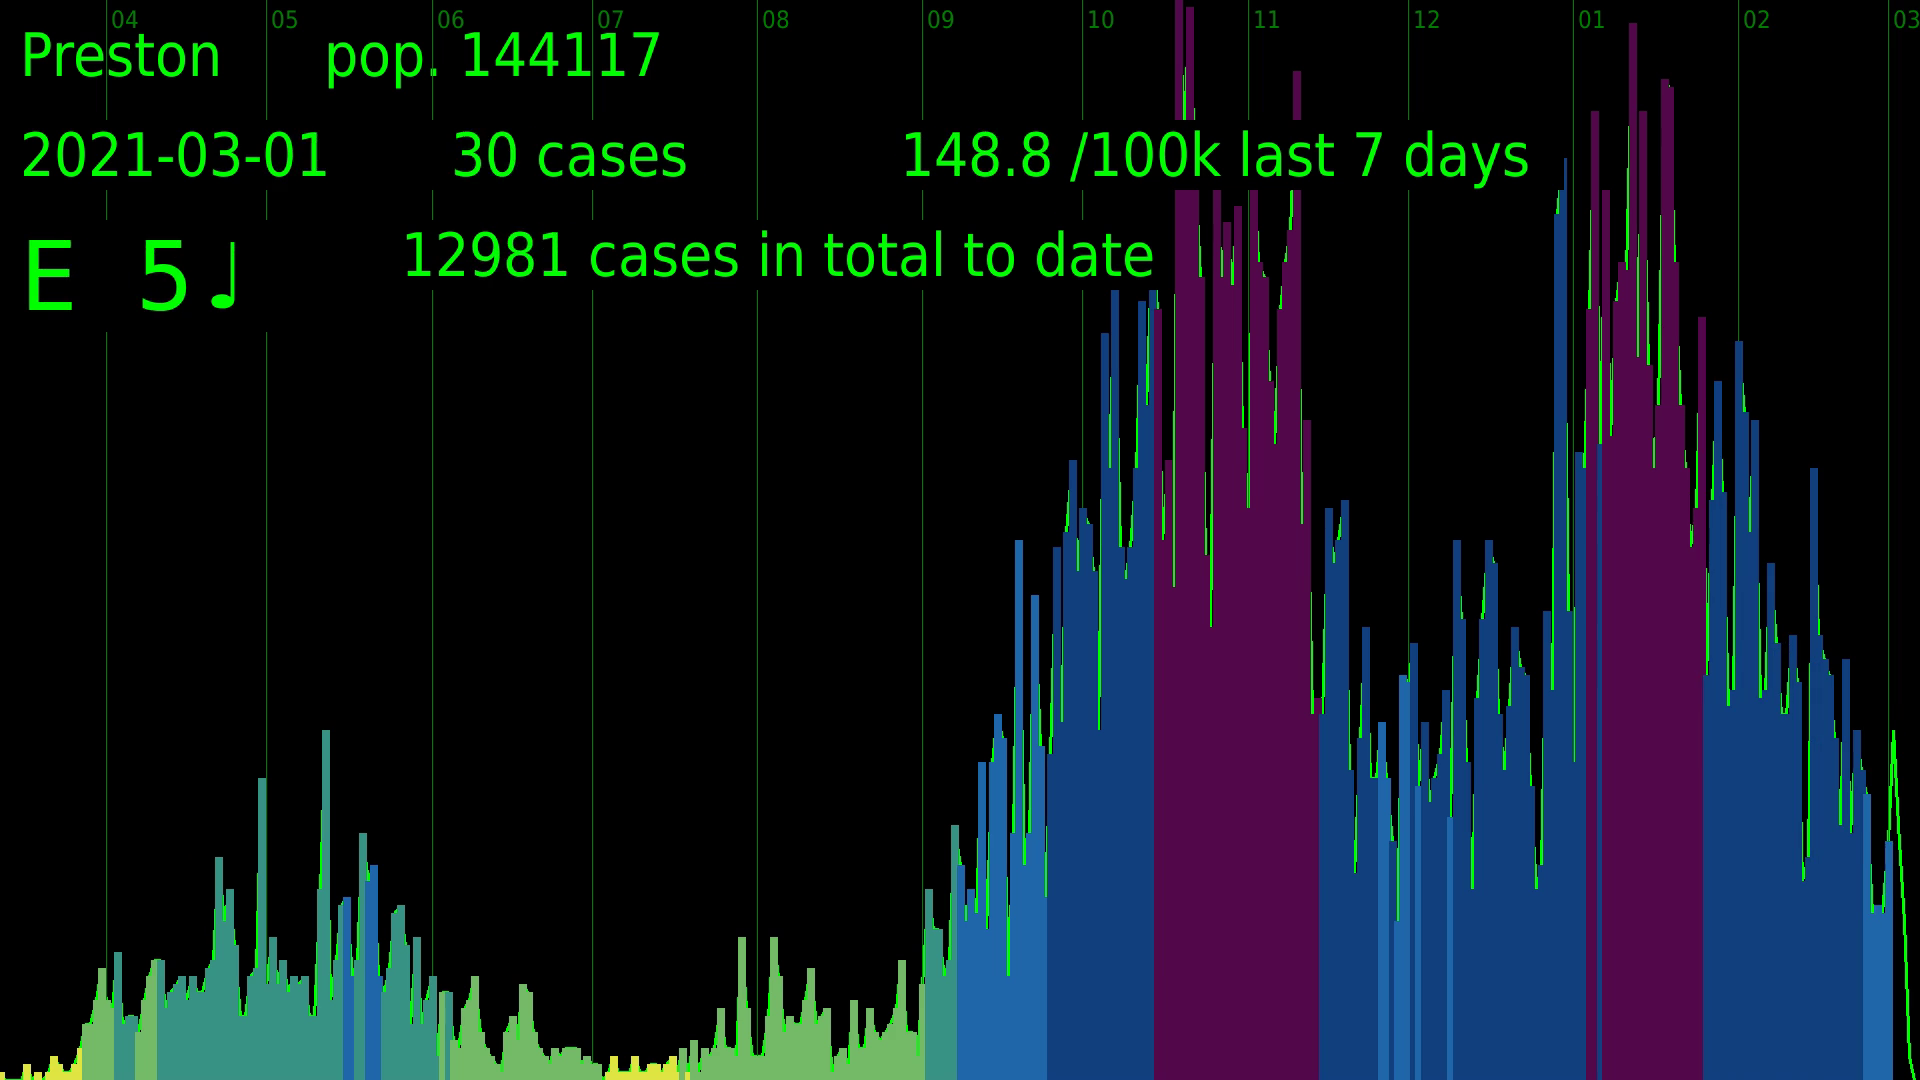 04 05 06 07 08 09 10 11 12 01 02 03
Preston pop. 144117
2021-03-01 30 cases 148.8 /100k last 7 days
E 5♩ 12981 cases in total to date